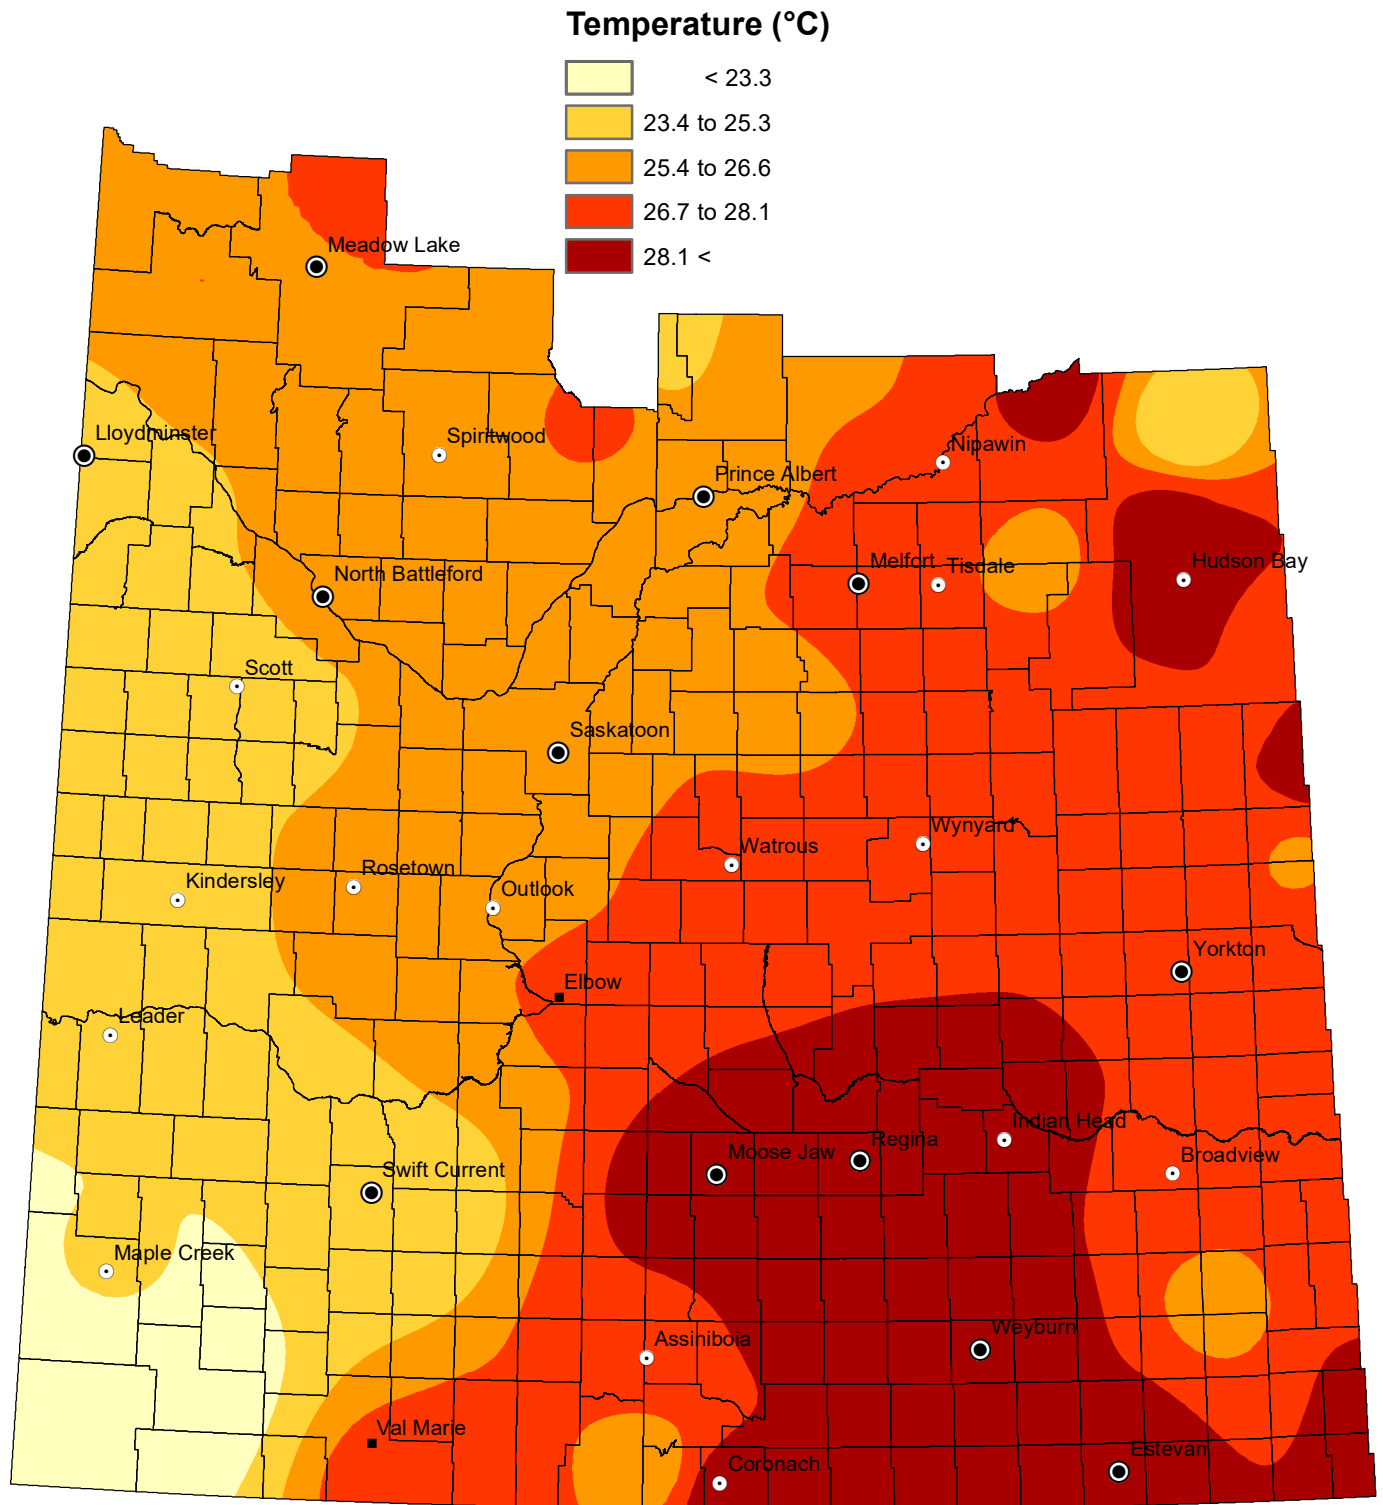 Temperature (°C)
< 23.3
23.4 to 25.3
25.4 to 26.6
26.7 to 28.1
28.1 <
Meadow Lake
Lloydminster
Spiritwood
Nipawin
Prince Albert
Melfort
Tisdale
Hudson Bay
North Battleford
Scott
Saskatoon
Wynyard
Watrous
Rosetown
Kindersley
Outlook
Yorkton
Elbow
Leader
Indian Head
Regina
Moose Jaw
Broadview
Swift Current
Maple Creek
Weyburn
Assiniboia
Val Marie
Estevan
Coronach